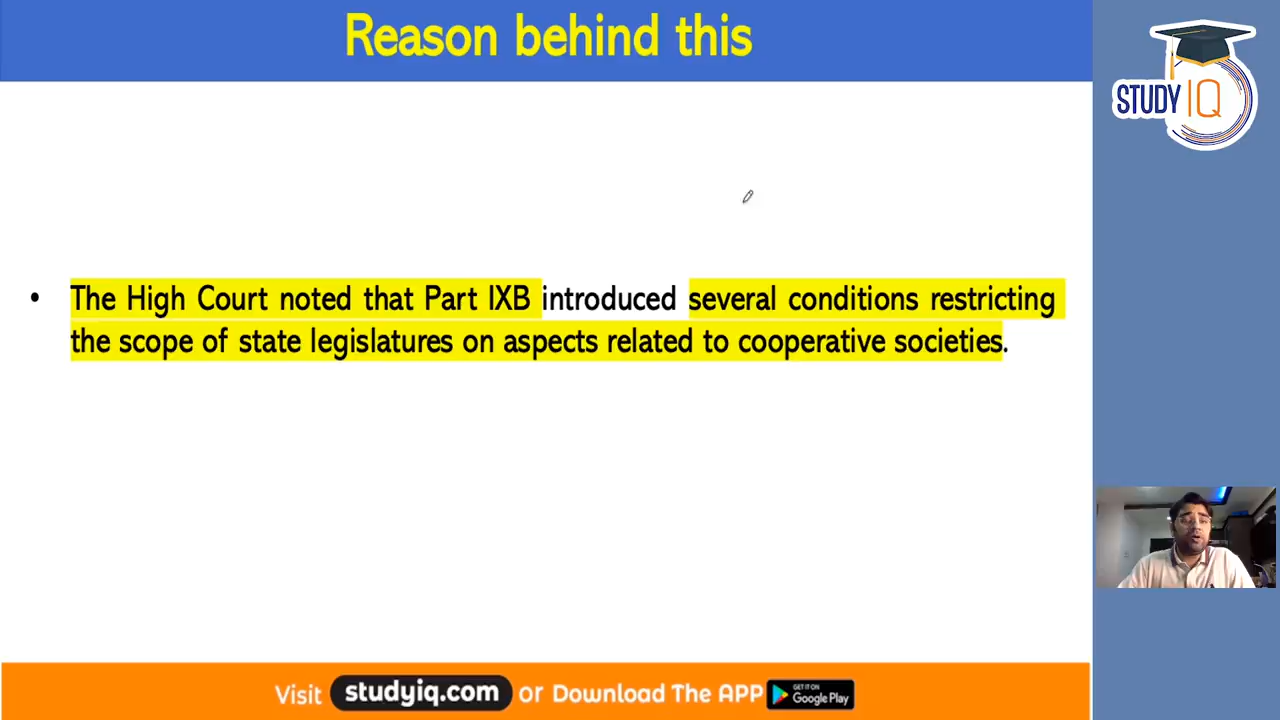 Reason behind this
STUDY IQ
• The High Court noted that Part IXB introduced several conditions restricting
the scope of state legislatures on aspects related to cooperative societies.
Visit studyiq.com or Download The APP GET IT ON Google Play